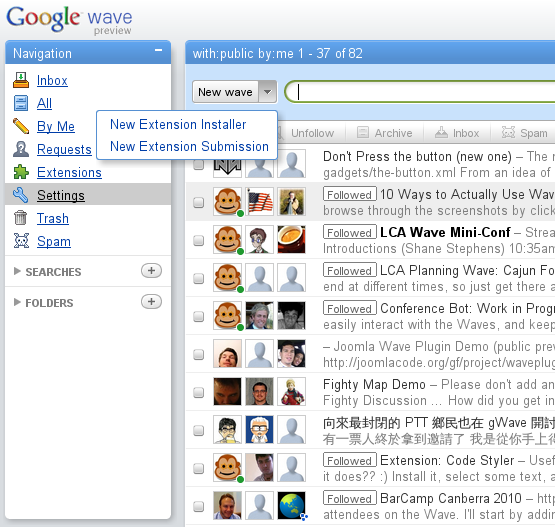 Google wave
preview
Navigation
Inbox
All
By Me
Requests
Extensions
Settings
Trash
Spam
SEARCHES
FOLDERS
New Extension Installer
New Extension Submission
with:public by:me 1 - 37 of 82
New wave
Unfollow Archive Inbox Spam
Don't Press the button (new one) – The
gadgets/the-button.xml From an idea of
Followed 10 Ways to Actually Use Wav
browse through the screenshots by click
Followed LCA Wave Mini-Conf – Strea
Introductions (Shane Stephens) 10:35am
Followed LCA Planning Wave: Cajun Fo
end at different times, so just get there a
Followed Conference Bot: Work in Progr
easily interact with the Waves, and keep
– Joomla Wave Plugin Demo (public prev
http://joomlacode.org/gf/project/waveplug
Fighty Map Demo – Please don't add an
Fighty Discussion ... How did you get in
向來最封閉的 PTT 鄉民也在 gWave 開討
有一票人終於拿到邀請了 我是從你手上得
Followed Extension: Code Styler – Usef
it does?? :) Install it, select some text, a
Followed BarCamp Canberra 2010 – htt
attendees on the Wave. I'll start by addin